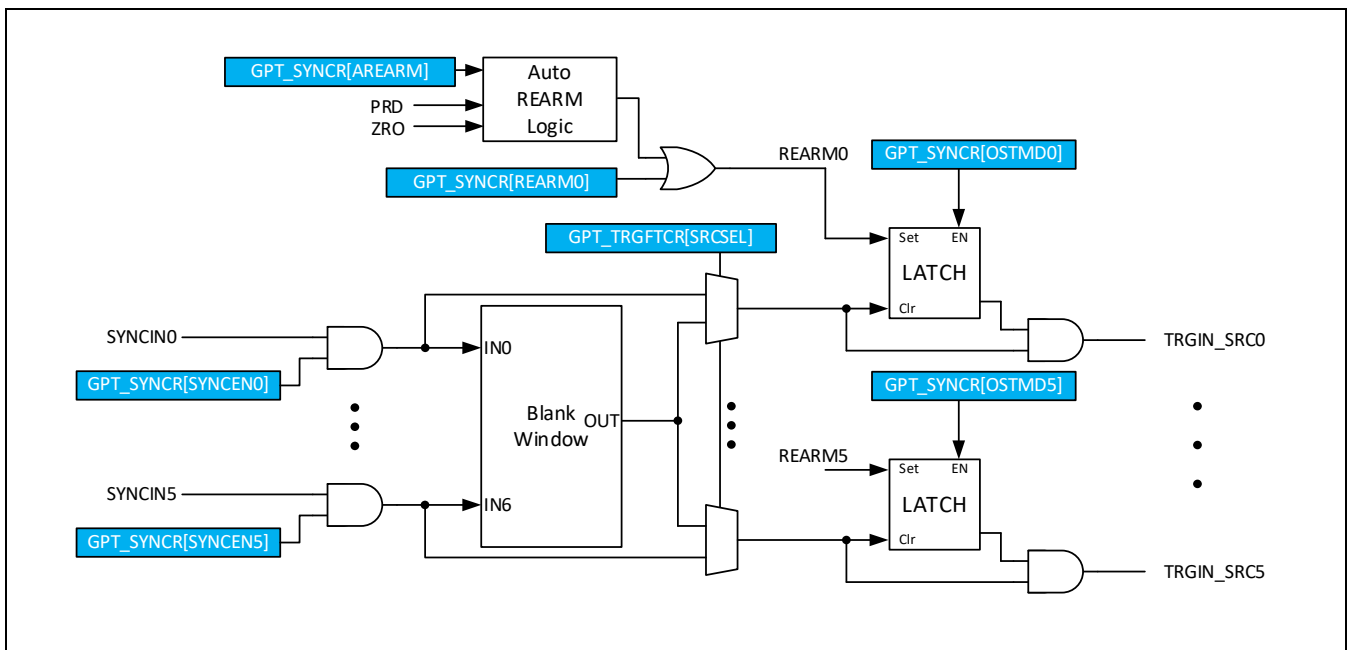 GPT_SYNCR[AREARM]
Auto
REARM
Logic
PRD
ZRO
REARM0
GPT_SYNCR[OSTMD0]
GPT_SYNCR[REARM0]
GPT_TRGFTCR[SRCSEL]
Set EN
LATCH
Clr
SYNCIN0
IN0
TRGIN_SRC0
GPT_SYNCR[SYNCEN0]
GPT_SYNCR[OSTMD5]
Blank
Window
OUT
REARM5
Set EN
LATCH
Clr
SYNCIN5
IN6
GPT_SYNCR[SYNCEN5]
TRGIN_SRC5